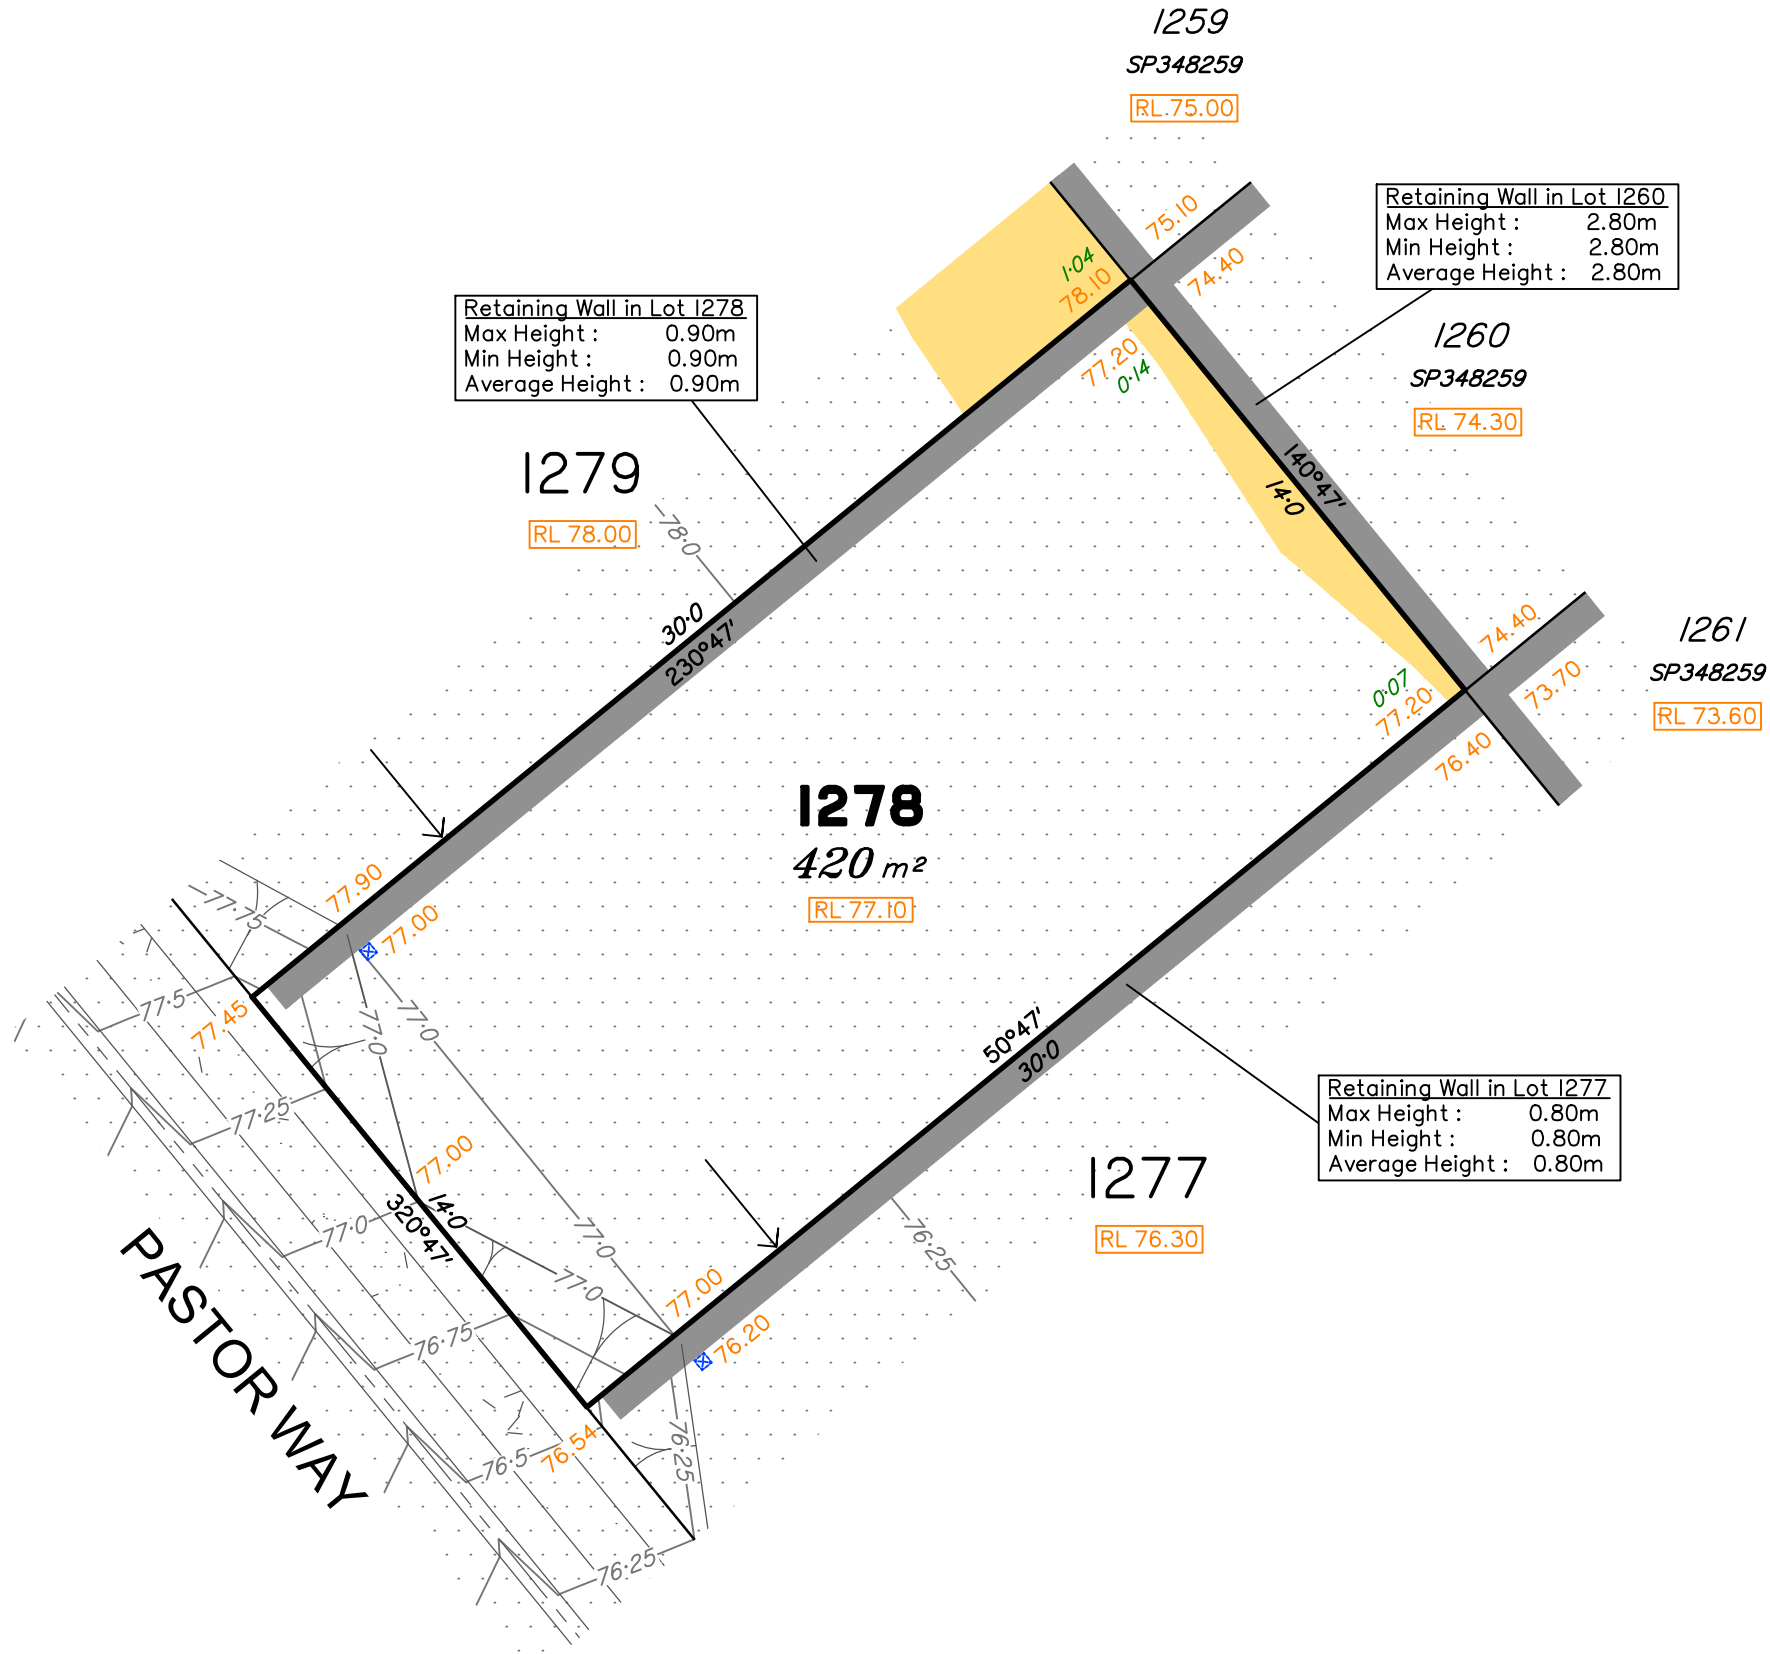 1259
SP348259
RL 75.00
Retaining Wall in Lot 1260
Max Height : 2.80m
Min Height : 2.80m
Average Height : 2.80m
75.10
74.40
1.04
78.10
Retaining Wall in Lot 1278
Max Height : 0.90m
Min Height : 0.90m
Average Height : 0.90m
77.20
0.14
1260
SP348259
RL 74.30
1279
RL 78.00
78.0
140°47'
14.0
30.0
230°47'
74.40
73.70
1261
SP348259
RL 73.60
0.07
77.20
76.40
1278
420 m²
RL 77.10
77.90
77.00
77.75
77.5
77.45
77.0
77.0
77.25
50°47'
30.0
Retaining Wall in Lot 1277
Max Height : 0.80m
Min Height : 0.80m
Average Height : 0.80m
77.00
1277
RL 76.30
14.0
320°47'
77.0
77.0
77.0
76.25
77.00
76.20
76.75
PASTOR WAY
76.54
76.5
76.25
76.25